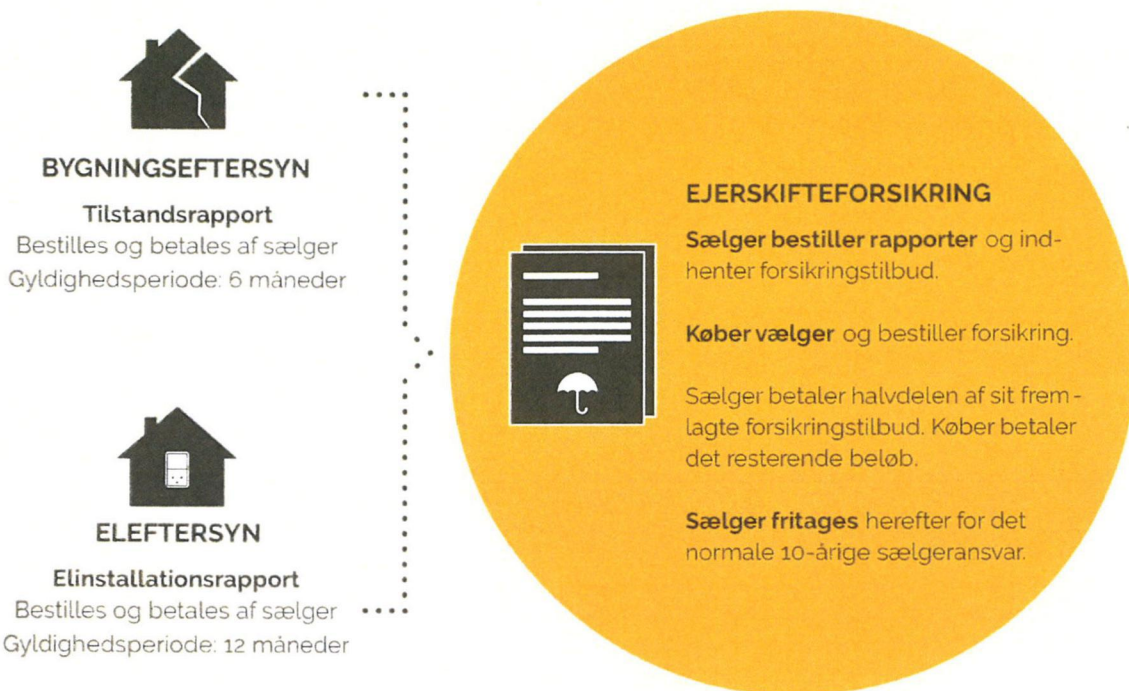 BYGNINGSEFTERSYN
Tilstandsrapport
Bestilles og betales af sælger
Gyldighedsperiode: 6 måneder
ELEFTERSYN
Elinstallationsrapport
Bestilles og betales af sælger
Gyldighedsperiode: 12 måneder
EJERSKIFTEFORSIKRING
Sælger bestiller rapporter og ind-
henter forsikringstilbud.
Køber vælger og bestiller forsikring.
Sælger betaler halvdelen af sit frem-
lagte forsikringstilbud. Køber betaler
det resterende beløb.
Sælger fritages herefter for det
normale 10-årige sælgeransvar.